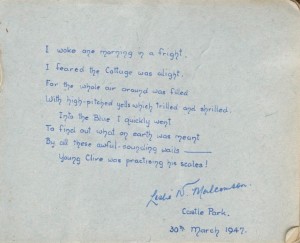 I woke one morning in a fright..
I feared the Cottage was alight..
For the whole air around was filled
With high-pitched yells which trilled and shrilled..
Into the Blue I quickly went
To find out what on earth was meant
By all these awful-sounding wails ———
Young Clive was practising his scales!
Leslie N. Malcomson.
Castle Park.
30th March 1947.